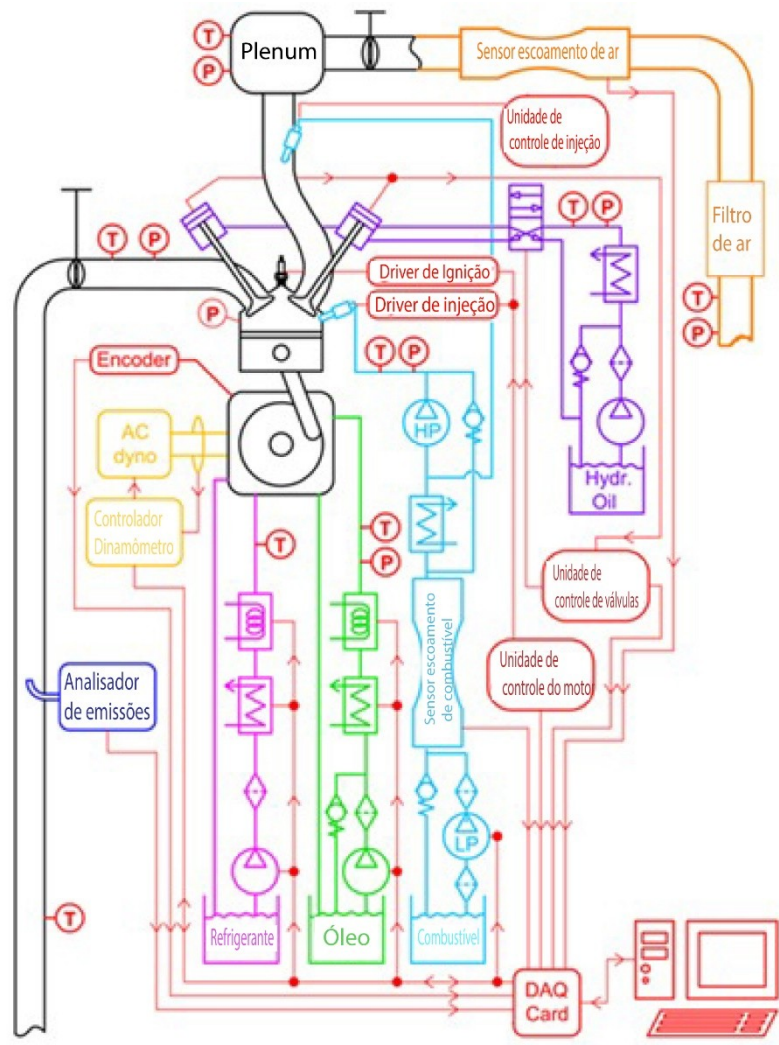 T
P
Plenum
Sensor escoamento de ar
Unidade de
controle de injeção
Filtro
de ar
T
P
T
P
T
P
Driver de Ignição
Driver de injeção
P
T
P
Encoder
HP
AC
dyno
Hydr.
Oil
Controlador
Dinamômetro
T
T
P
Unidade de
controle de válvulas
Sensor escoamento
de combustível
Unidade de
controle do motor
Analisador
de emissões
LP
T
Refrigerante
Óleo
Combustível
DAQ
Card